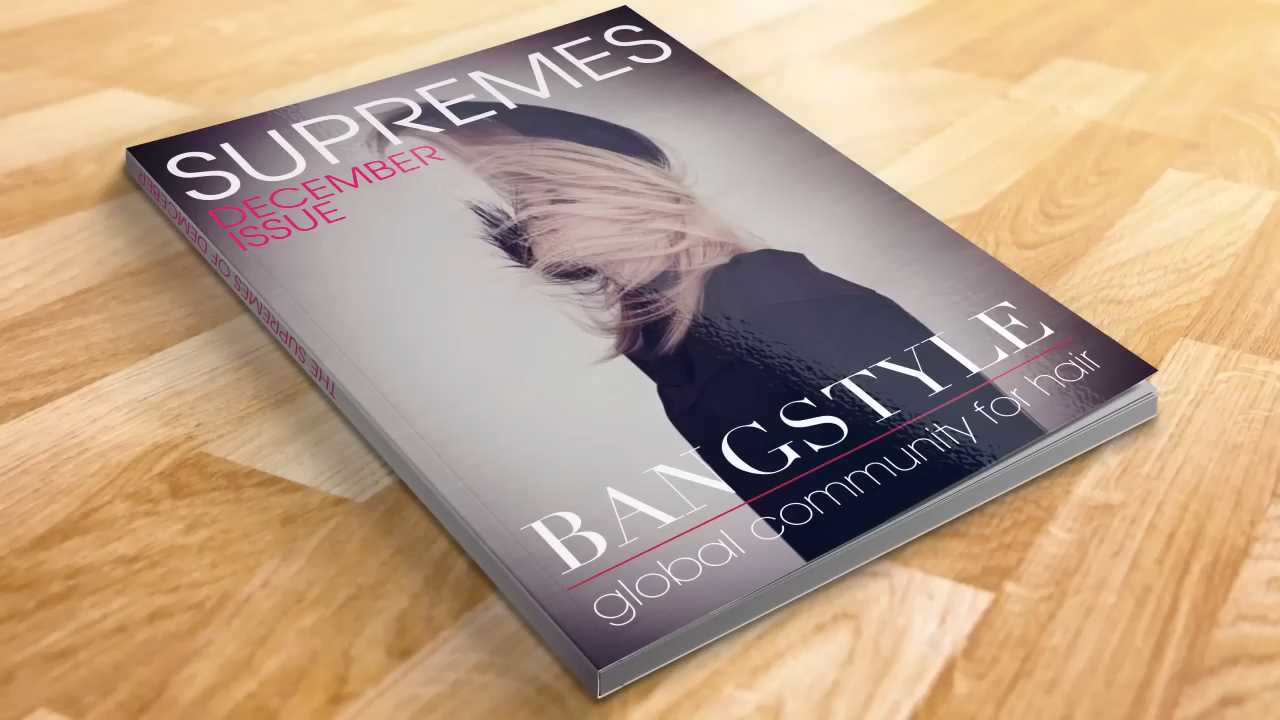 SUPREMES
DECEMBER
ISSUE
BANGSTYLE
global community for hair
THE SUPREMES OF DEMCEBER